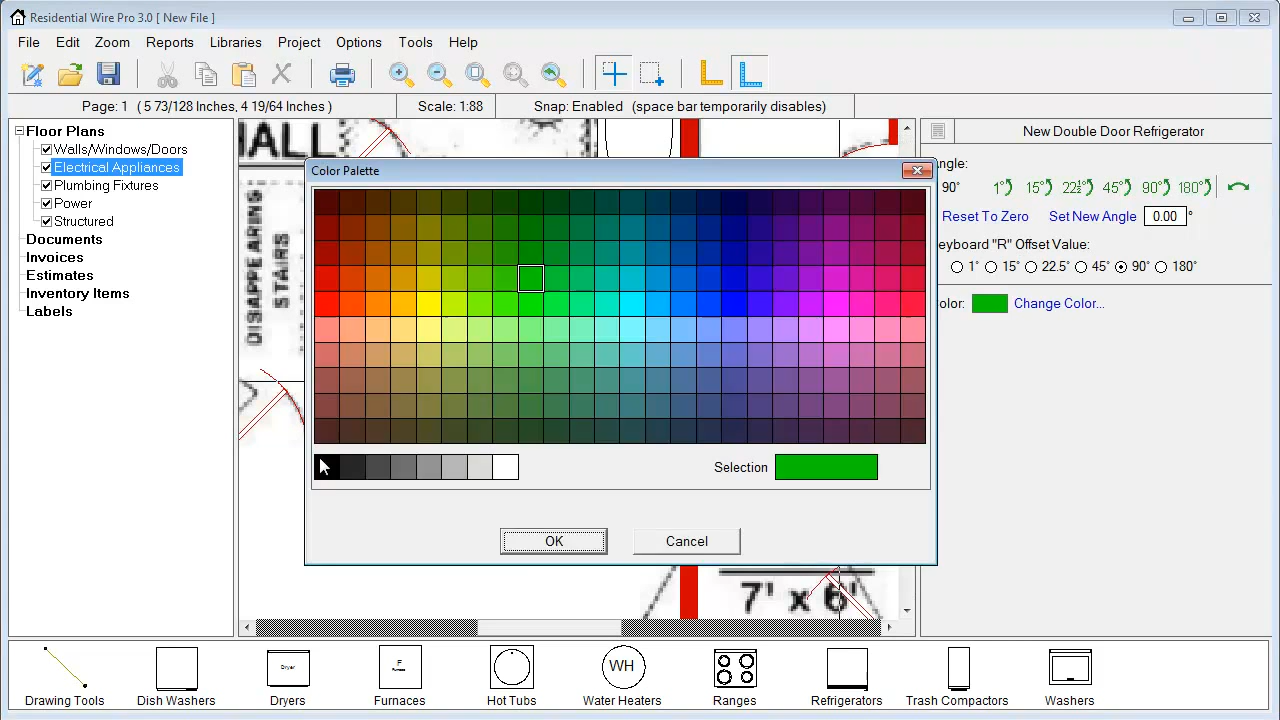 Residential Wire Pro 3.0 [ New File ]
File Edit Zoom Reports Libraries Project Options Tools Help
Page: 1 ( 5 73/128 Inches, 4 19/64 Inches )
Scale: 1:88
Snap: Enabled (space bar temporarily disables)
Floor Plans
Walls/Windows/Doors
Electrical Appliances
Plumbing Fixtures
Power
Structured
Documents
Invoices
Estimates
Inventory Items
Labels
HALL
DISAPPEARING
STAIRS
7' x 6'
Color Palette
Selection
OK
Cancel
New Double Door Refrigerator
Angle:
90° 1° 15° 22½° 45° 90° 180°
Reset To Zero Set New Angle 0.00 °
eyboard "R" Offset Value:
1° 15° 22.5° 45° 90° 180°
olor: Change Color...
Dryer
F
Furnace
WH
Drawing Tools
Dish Washers
Dryers
Furnaces
Hot Tubs
Water Heaters
Ranges
Refrigerators
Trash Compactors
Washers